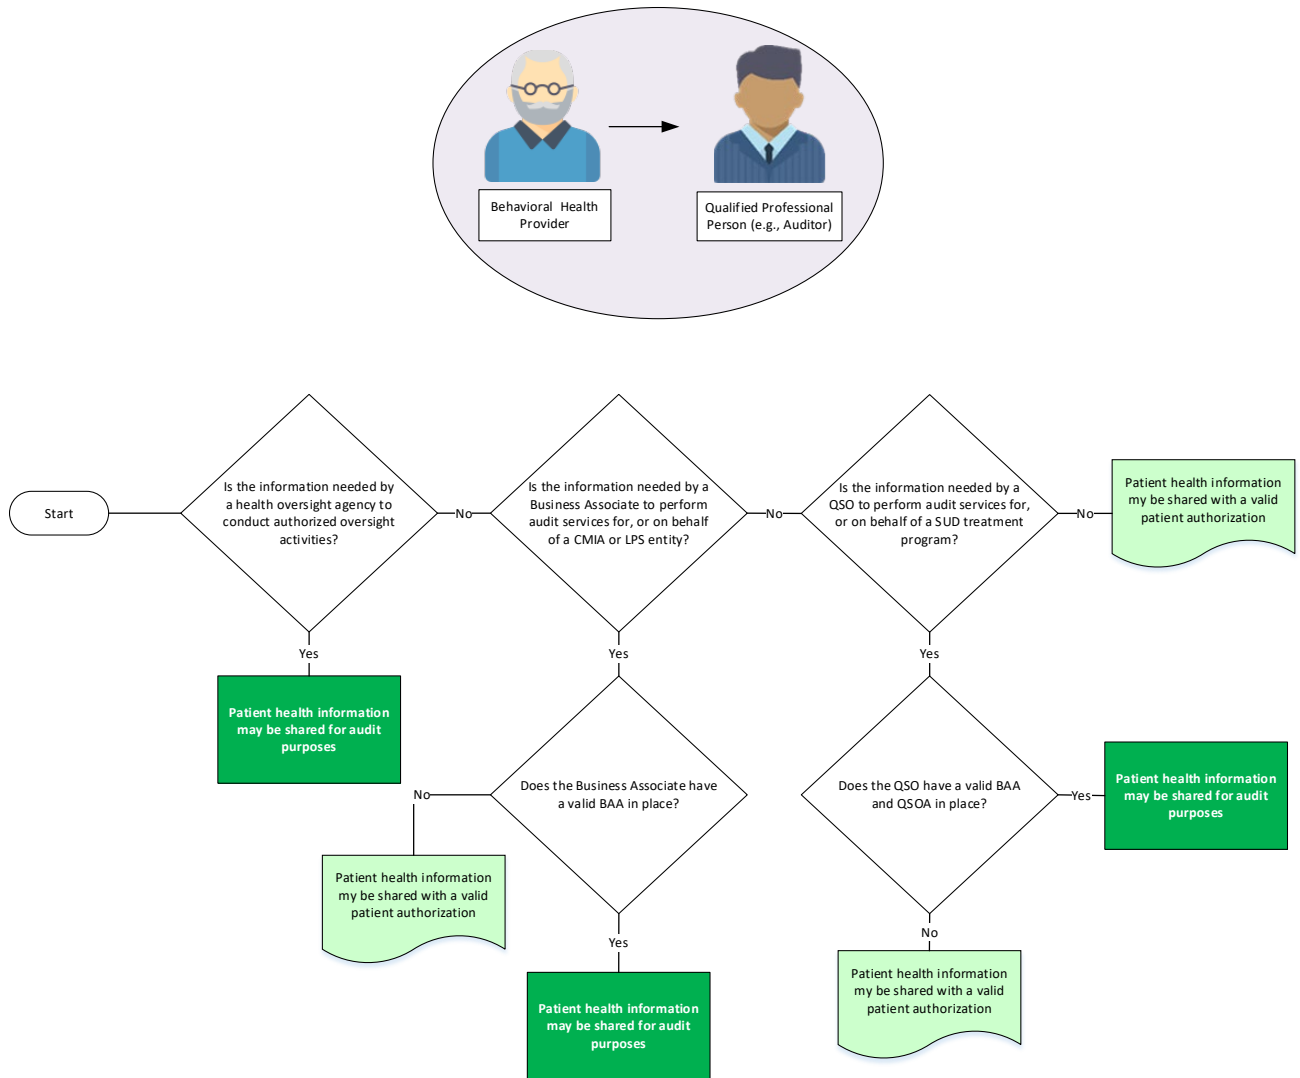 Behavioral Health
Provider
Qualified Professional
Person (e.g., Auditor)
Start
Is the information needed by
a health oversight agency to
conduct authorized oversight
activities?
No
Is the information needed by a
Business Associate to perform
audit services for, or on behalf
of a CMIA or LPS entity?
No
Is the information needed by a
QSO to perform audit services for,
or on behalf of a SUD treatment
program?
No
Patient health information
my be shared with a valid
patient authorization
Yes
Yes
Yes
Patient health information
may be shared for audit
purposes
Does the Business Associate have
a valid BAA in place?
No
Patient health information
my be shared with a valid
patient authorization
Yes
Patient health information
may be shared for audit
purposes
Does the QSO have a valid BAA
and QSOA in place?
Yes
Patient health information
may be shared for audit
purposes
No
Patient health information
my be shared with a valid
patient authorization